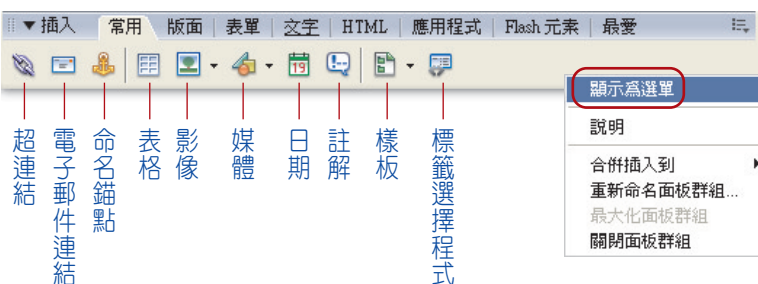 ▼插入 常用 版面 表單 文字 HTML 應用程式 Flash 元素 最愛
19
顯示為選單
說明
合併插入到
重新命名面板群組...
最大化面板群組
關閉面板群組
超連結
電子郵件連結
命名錨點
表格
影像
媒體
日期
註解
樣板
標籤選擇程式